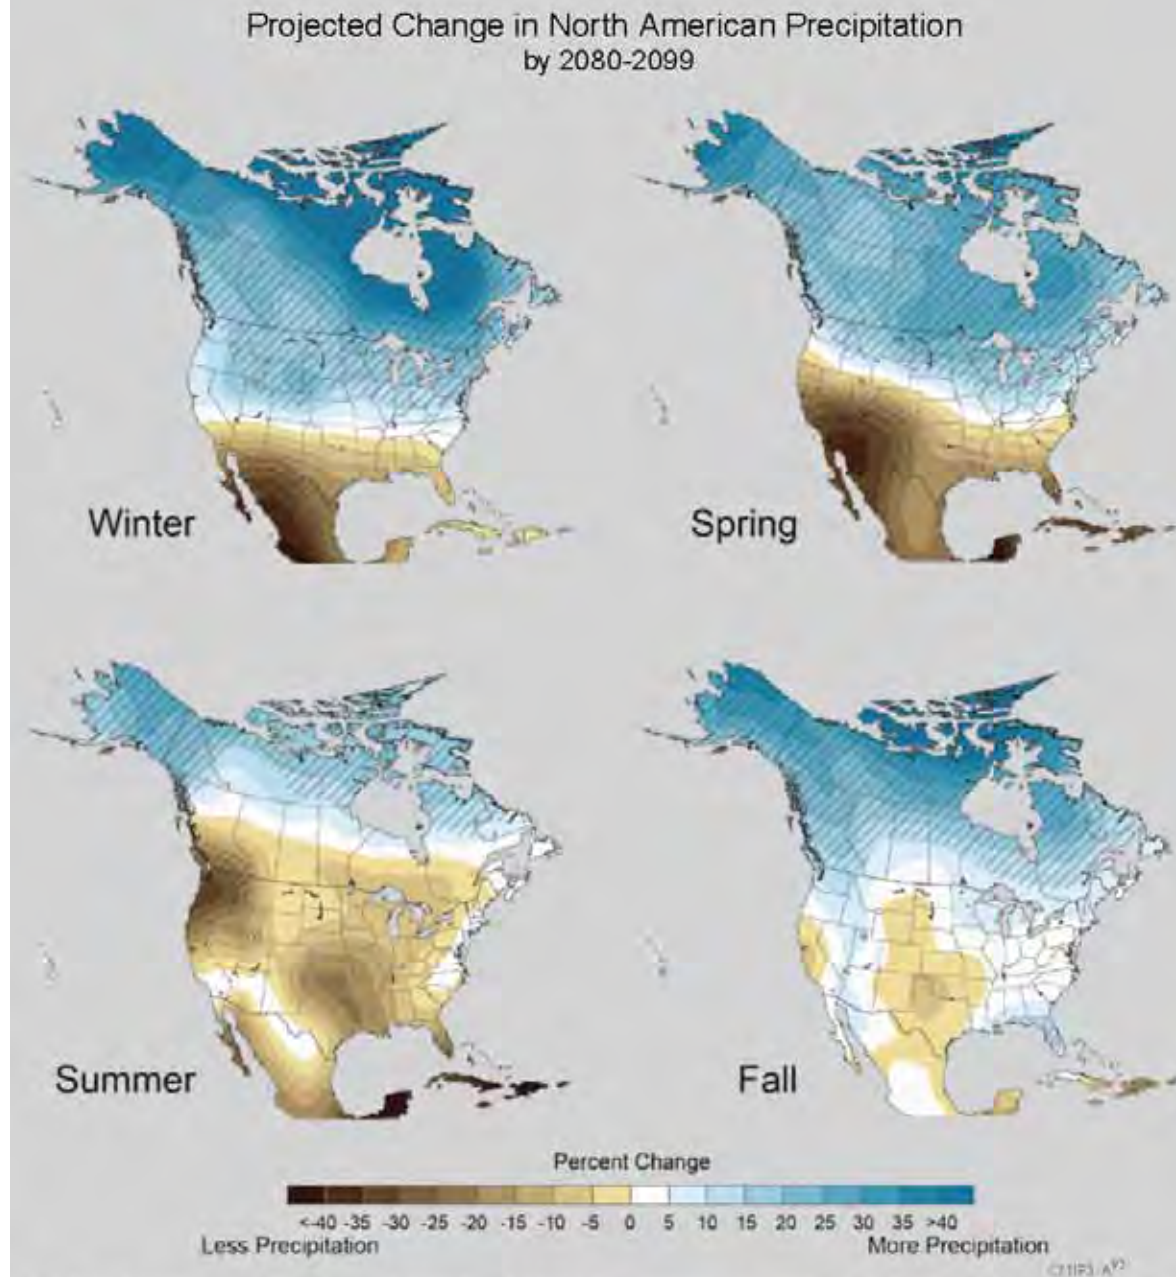 Projected Change in North American Precipitation
by 2080-2099
Winter
Spring
Summer
Fall
Percent Change
<-40 -35 -30 -25 -20 -15 -10 -5 0 5 10 15 20 25 30 35 >40
Less Precipitation
More Precipitation